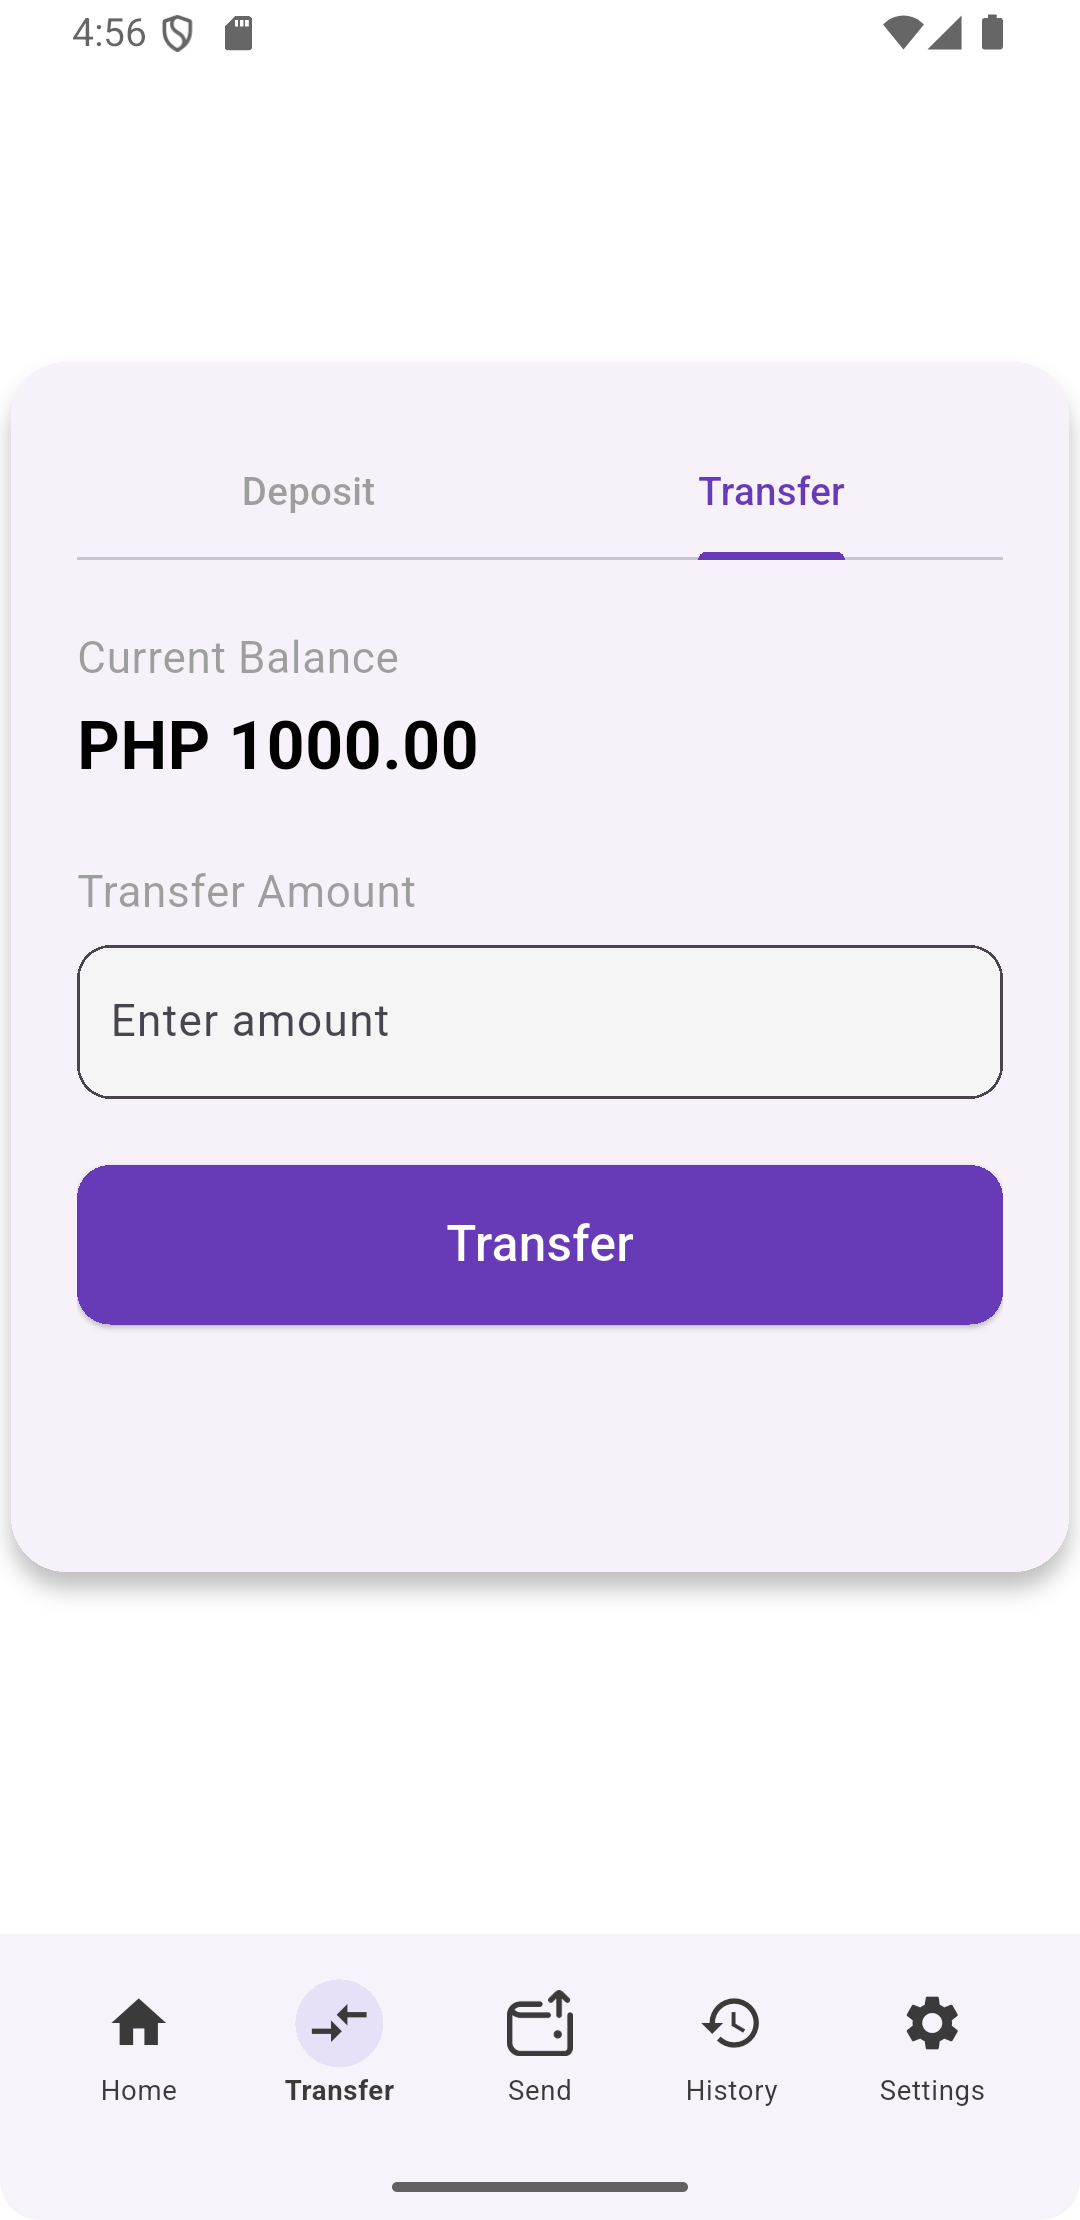 4:56
Deposit
Transfer
Current Balance
PHP 1000.00
Transfer Amount
Enter amount
Transfer
Home
Transfer
Send
History
Settings